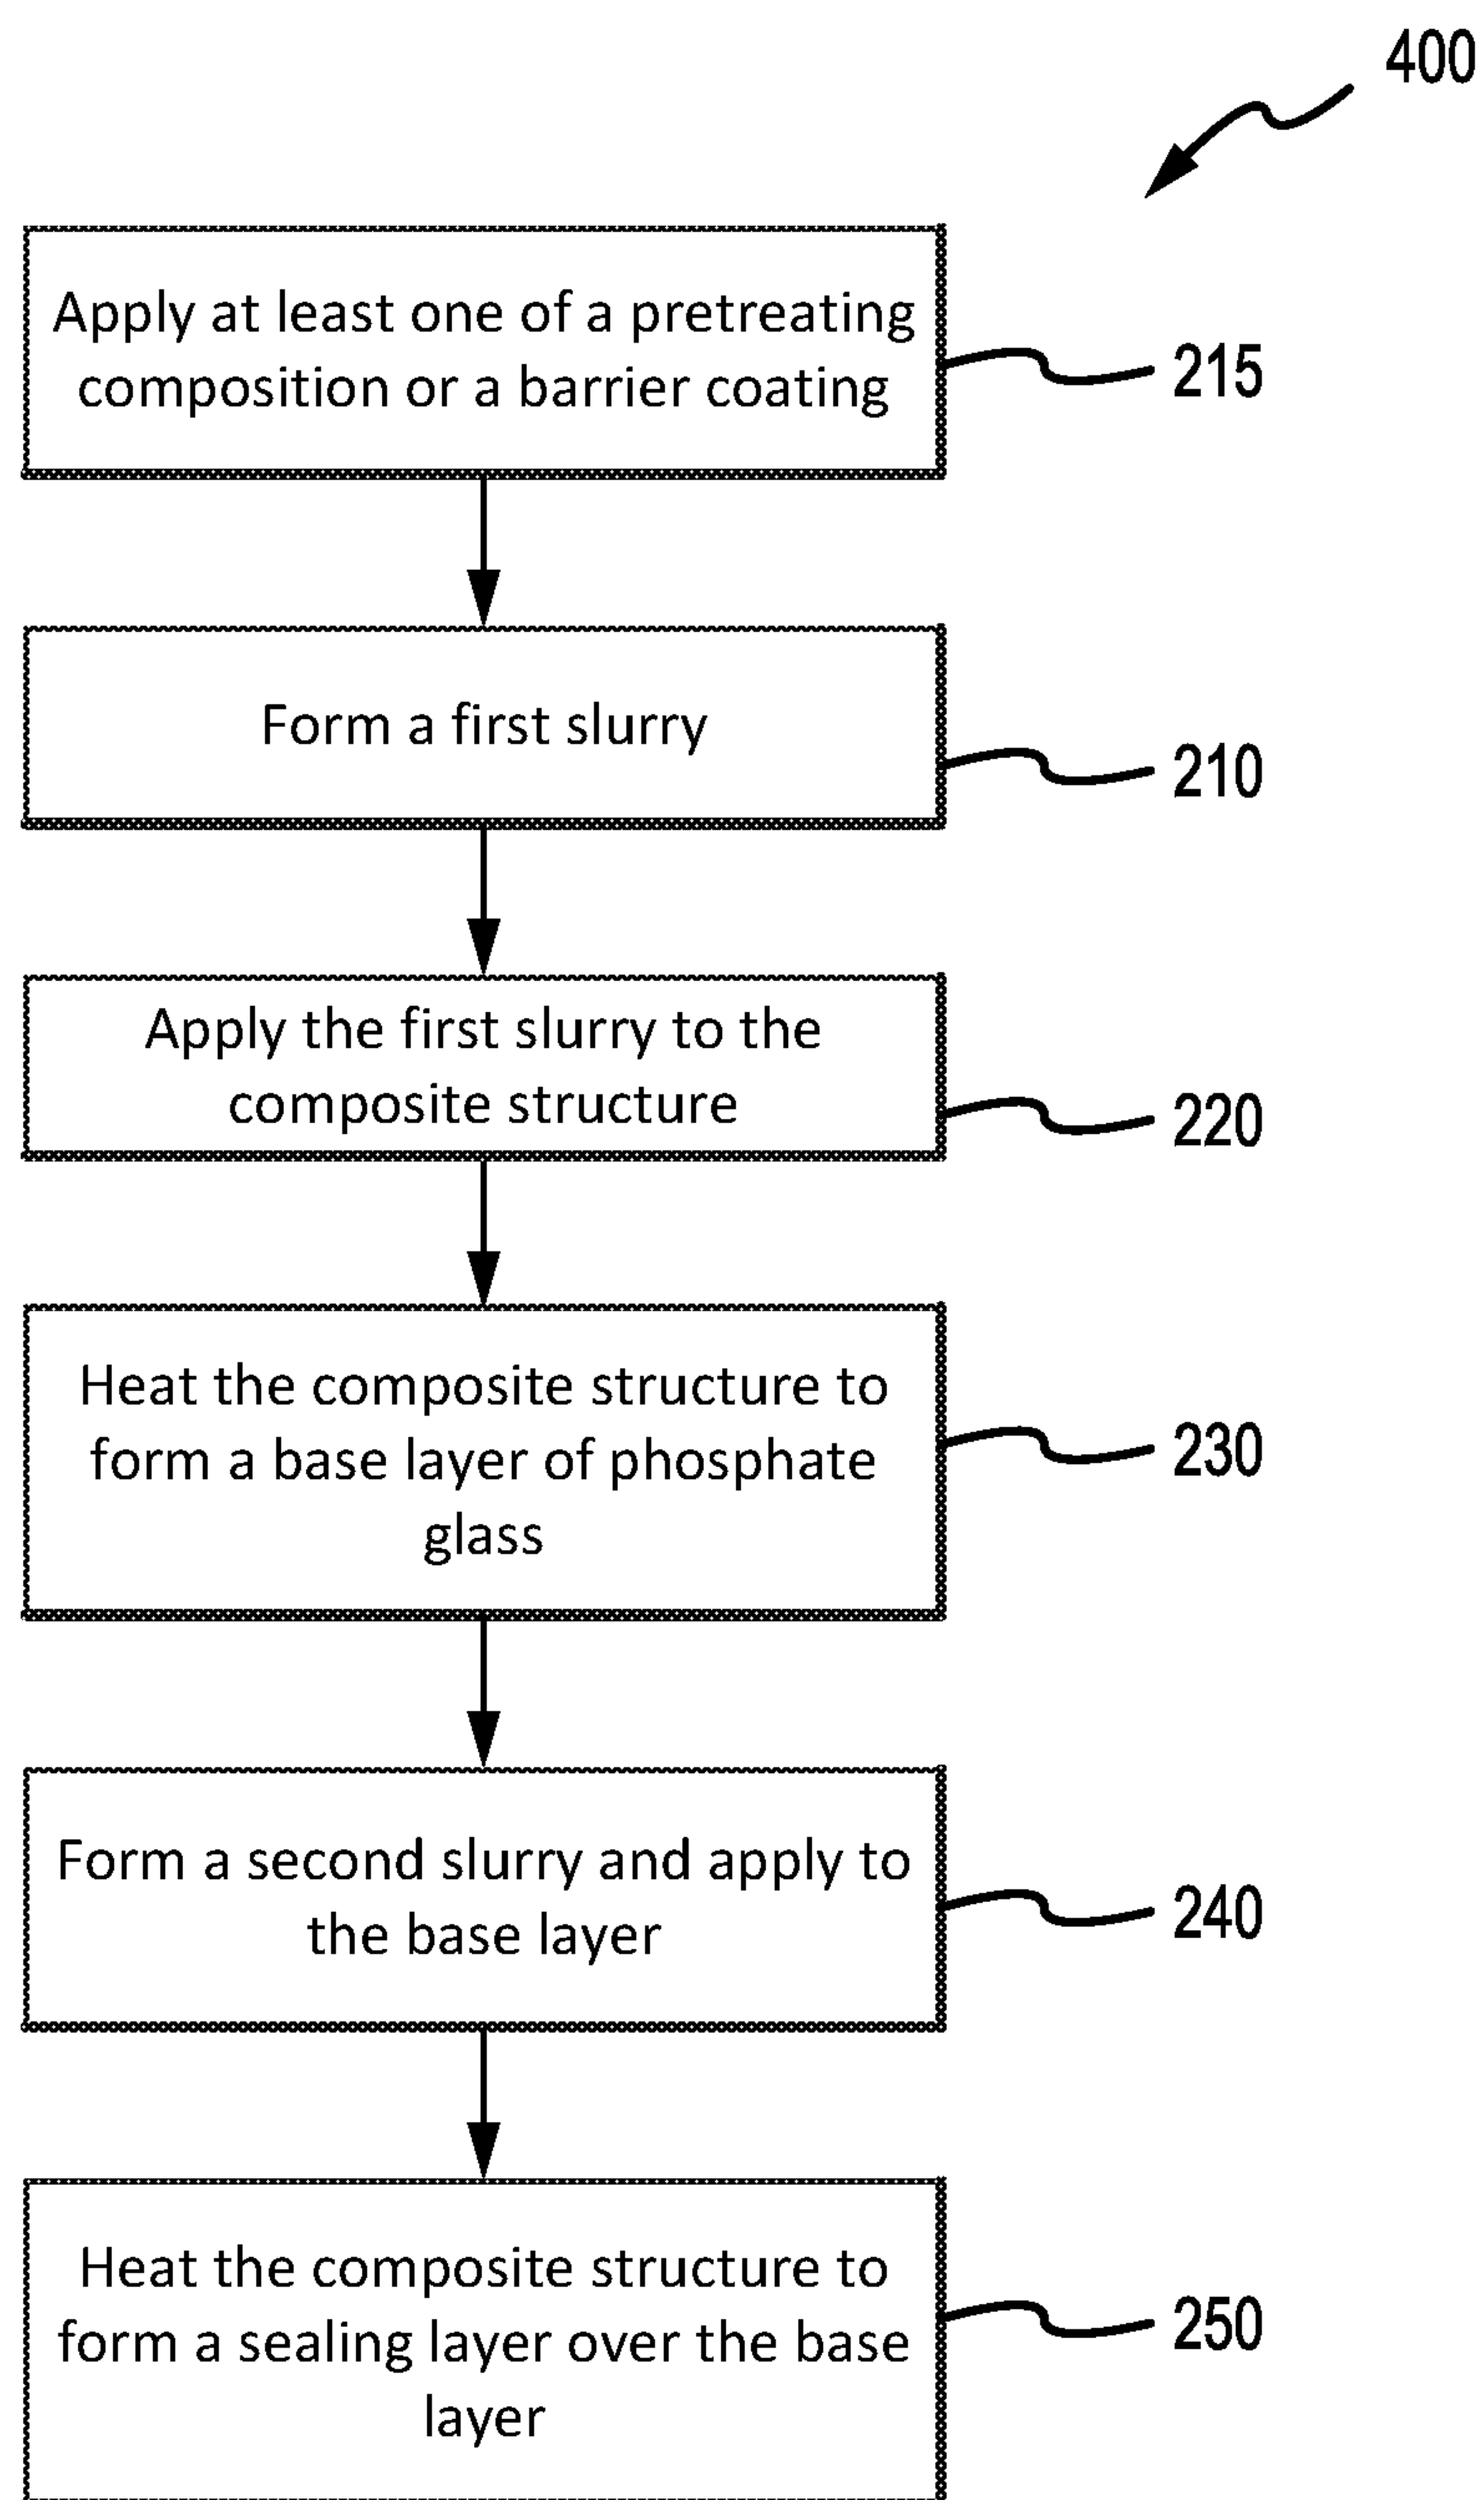 400
Apply at least one of a pretreating
composition or a barrier coating
215
Form a first slurry
210
Apply the first slurry to the
composite structure
220
Heat the composite structure to
form a base layer of phosphate
glass
230
Form a second slurry and apply to
the base layer
240
Heat the composite structure to
form a sealing layer over the base
layer
250